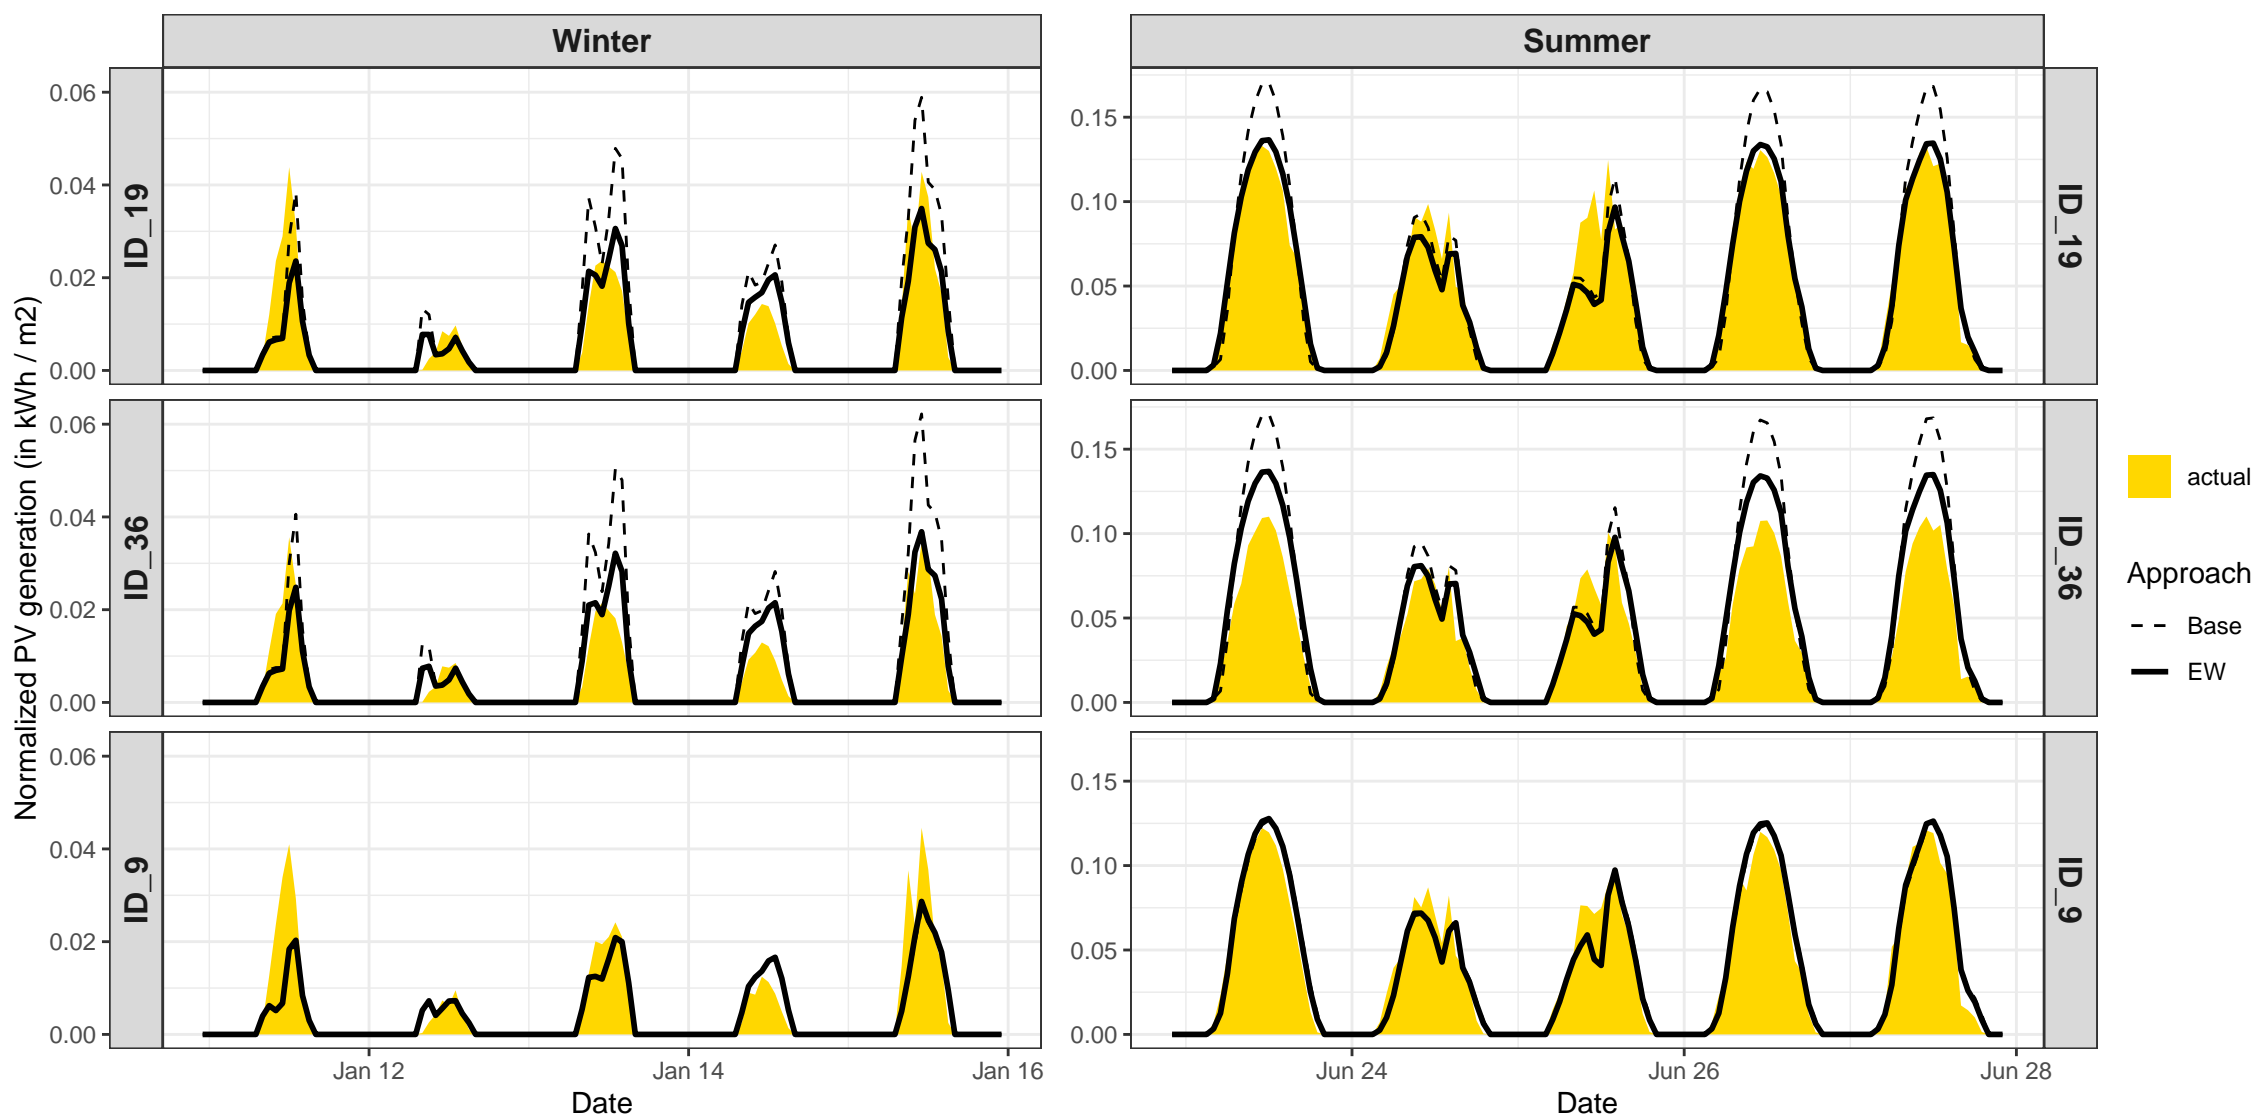 Winter
Summer
Normalized PV generation (in kWh / m2)
ID_19
0.06
0.04
0.02
0.00
0.15
0.10
0.05
0.00
ID_19
ID_36
0.06
0.04
0.02
0.00
0.15
0.10
0.05
0.00
ID_36
ID_9
0.06
0.04
0.02
0.00
0.15
0.10
0.05
0.00
ID_9
Jan 12
Jan 14
Jan 16
Jun 24
Jun 26
Jun 28
Date
Date
actual
Approach
Base
EW